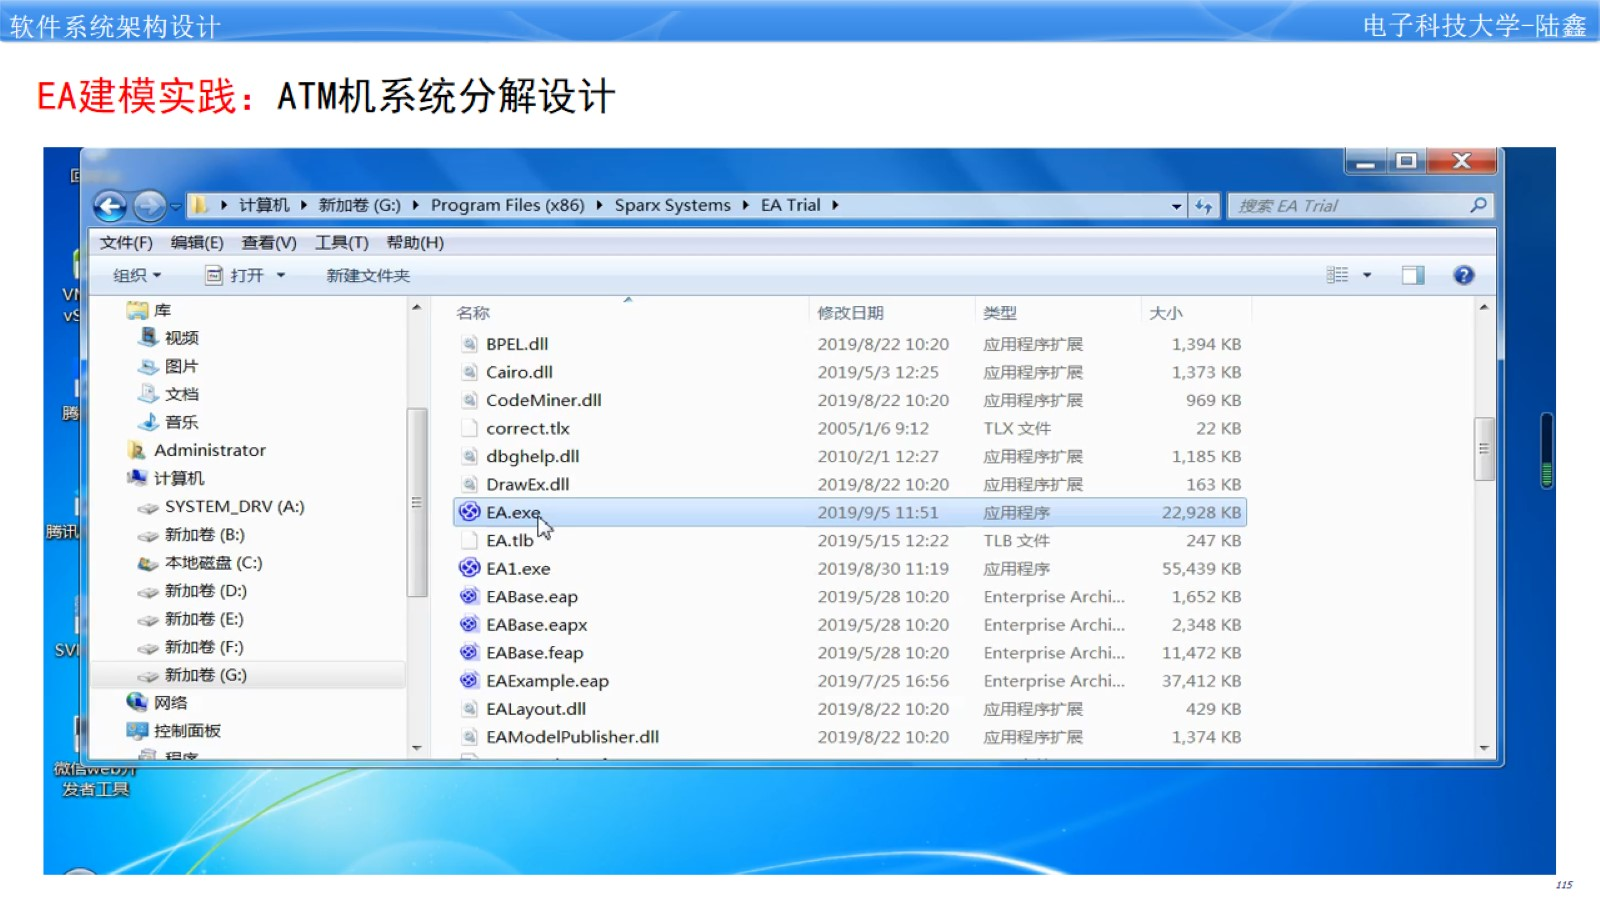 软件系统架构设计
电子科技大学-陆鑫
EA建模实践：ATM机系统分解设计
计算机 新加卷 (G:) Program Files (x86) Sparx Systems EA Trial
搜索 EA Trial
文件(F) 编辑(E) 查看(V) 工具(T) 帮助(H)
组织 打开 新建文件夹
库
视频
图片
文档
音乐
Administrator
计算机
SYSTEM_DRV (A:)
新加卷 (B:)
本地磁盘 (C:)
新加卷 (D:)
新加卷 (E:)
新加卷 (F:)
新加卷 (G:)
网络
控制面板
程序
名称 修改日期 类型 大小
BPEL.dll 2019/8/22 10:20 应用程序扩展 1,394 KB
Cairo.dll 2019/5/3 12:25 应用程序扩展 1,373 KB
CodeMiner.dll 2019/8/22 10:20 应用程序扩展 969 KB
correct.tlx 2005/1/6 9:12 TLX 文件 22 KB
dbghelp.dll 2010/2/1 12:27 应用程序扩展 1,185 KB
DrawEx.dll 2019/8/22 10:20 应用程序扩展 163 KB
EA.exe 2019/9/5 11:51 应用程序 22,928 KB
EA.tlb 2019/5/15 12:22 TLB 文件 247 KB
EA1.exe 2019/8/30 11:19 应用程序 55,439 KB
EABase.eap 2019/5/28 10:20 Enterprise Archi... 1,652 KB
EABase.eapx 2019/5/28 10:20 Enterprise Archi... 2,348 KB
EABase.feap 2019/5/28 10:20 Enterprise Archi... 11,472 KB
EAExample.eap 2019/7/25 16:56 Enterprise Archi... 37,412 KB
EALayout.dll 2019/8/22 10:20 应用程序扩展 429 KB
EAModelPublisher.dll 2019/8/22 10:20 应用程序扩展 1,374 KB
腾讯
微信web开
发者工具
115